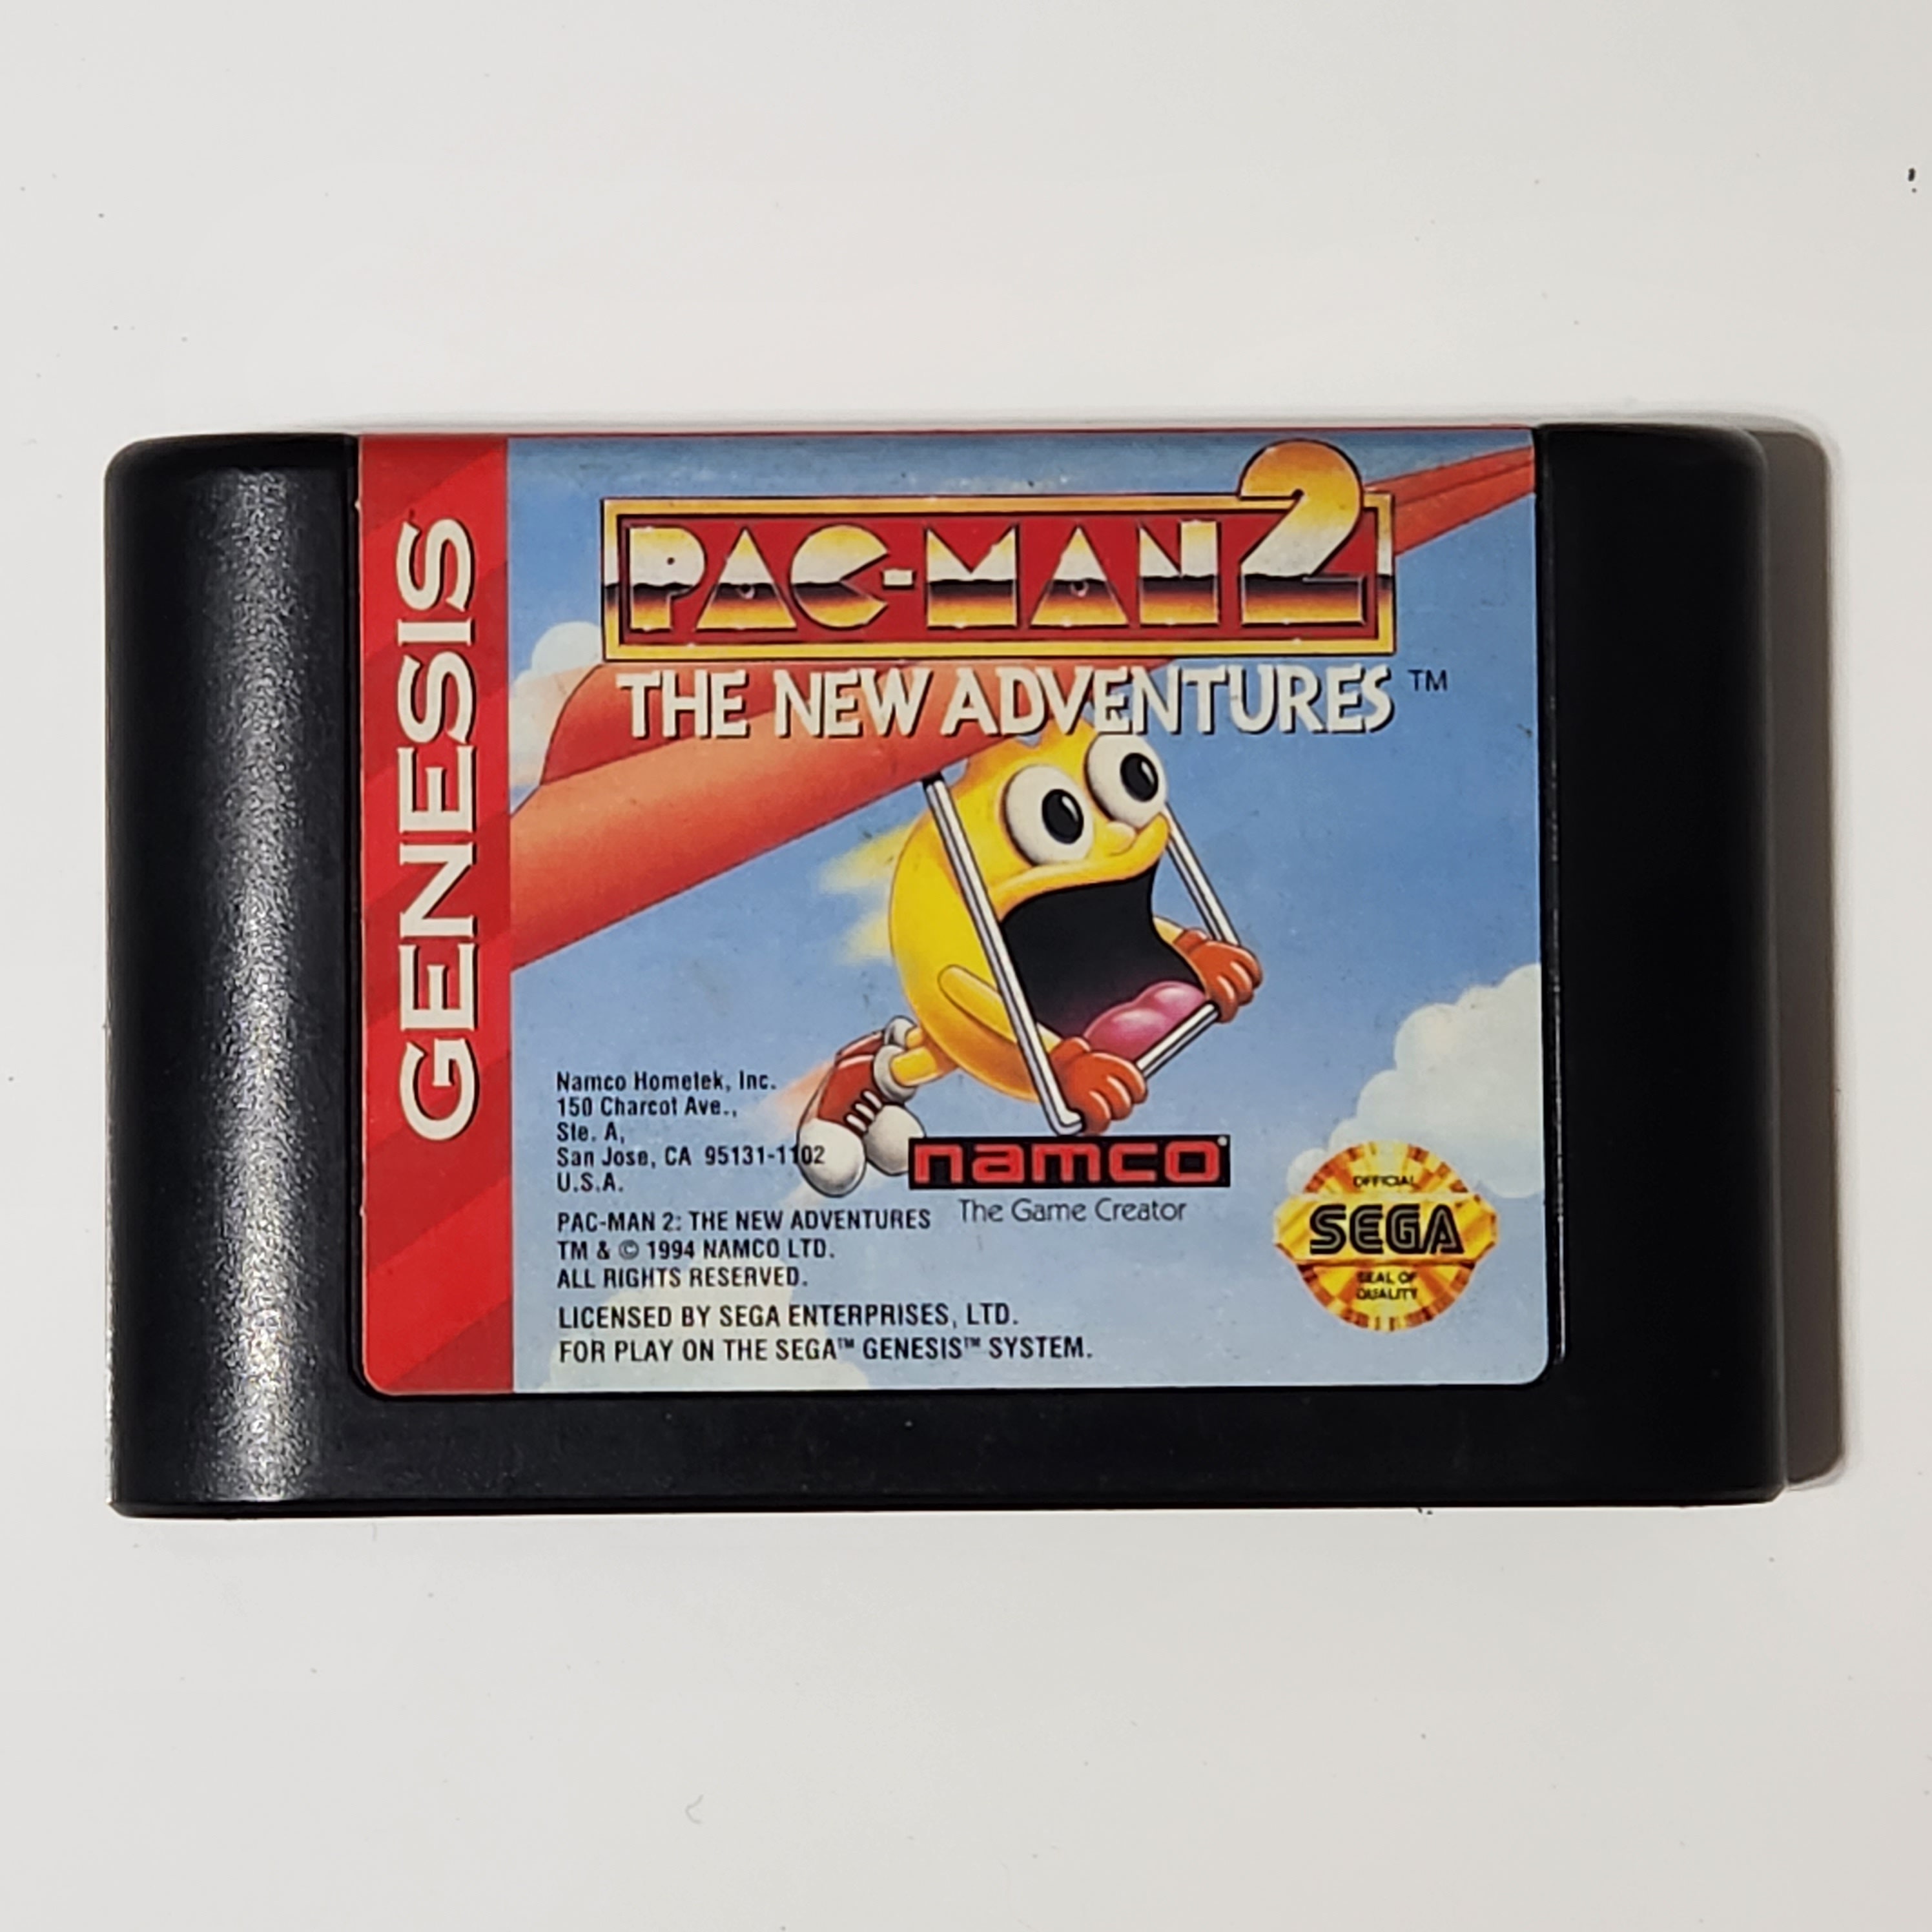 GENESIS
PAC-MAN 2
THE NEW ADVENTURES ™
Namco Hometek, Inc.
150 Charcot Ave.,
Ste. A,
San Jose, CA 95131-1102
U.S.A.
namco®
The Game Creator
PAC-MAN 2: THE NEW ADVENTURES
TM & © 1994 NAMCO LTD.
ALL RIGHTS RESERVED.
LICENSED BY SEGA ENTERPRISES, LTD.
FOR PLAY ON THE SEGA™ GENESIS™ SYSTEM.
OFFICIAL
SEGA
SEAL OF
QUALITY